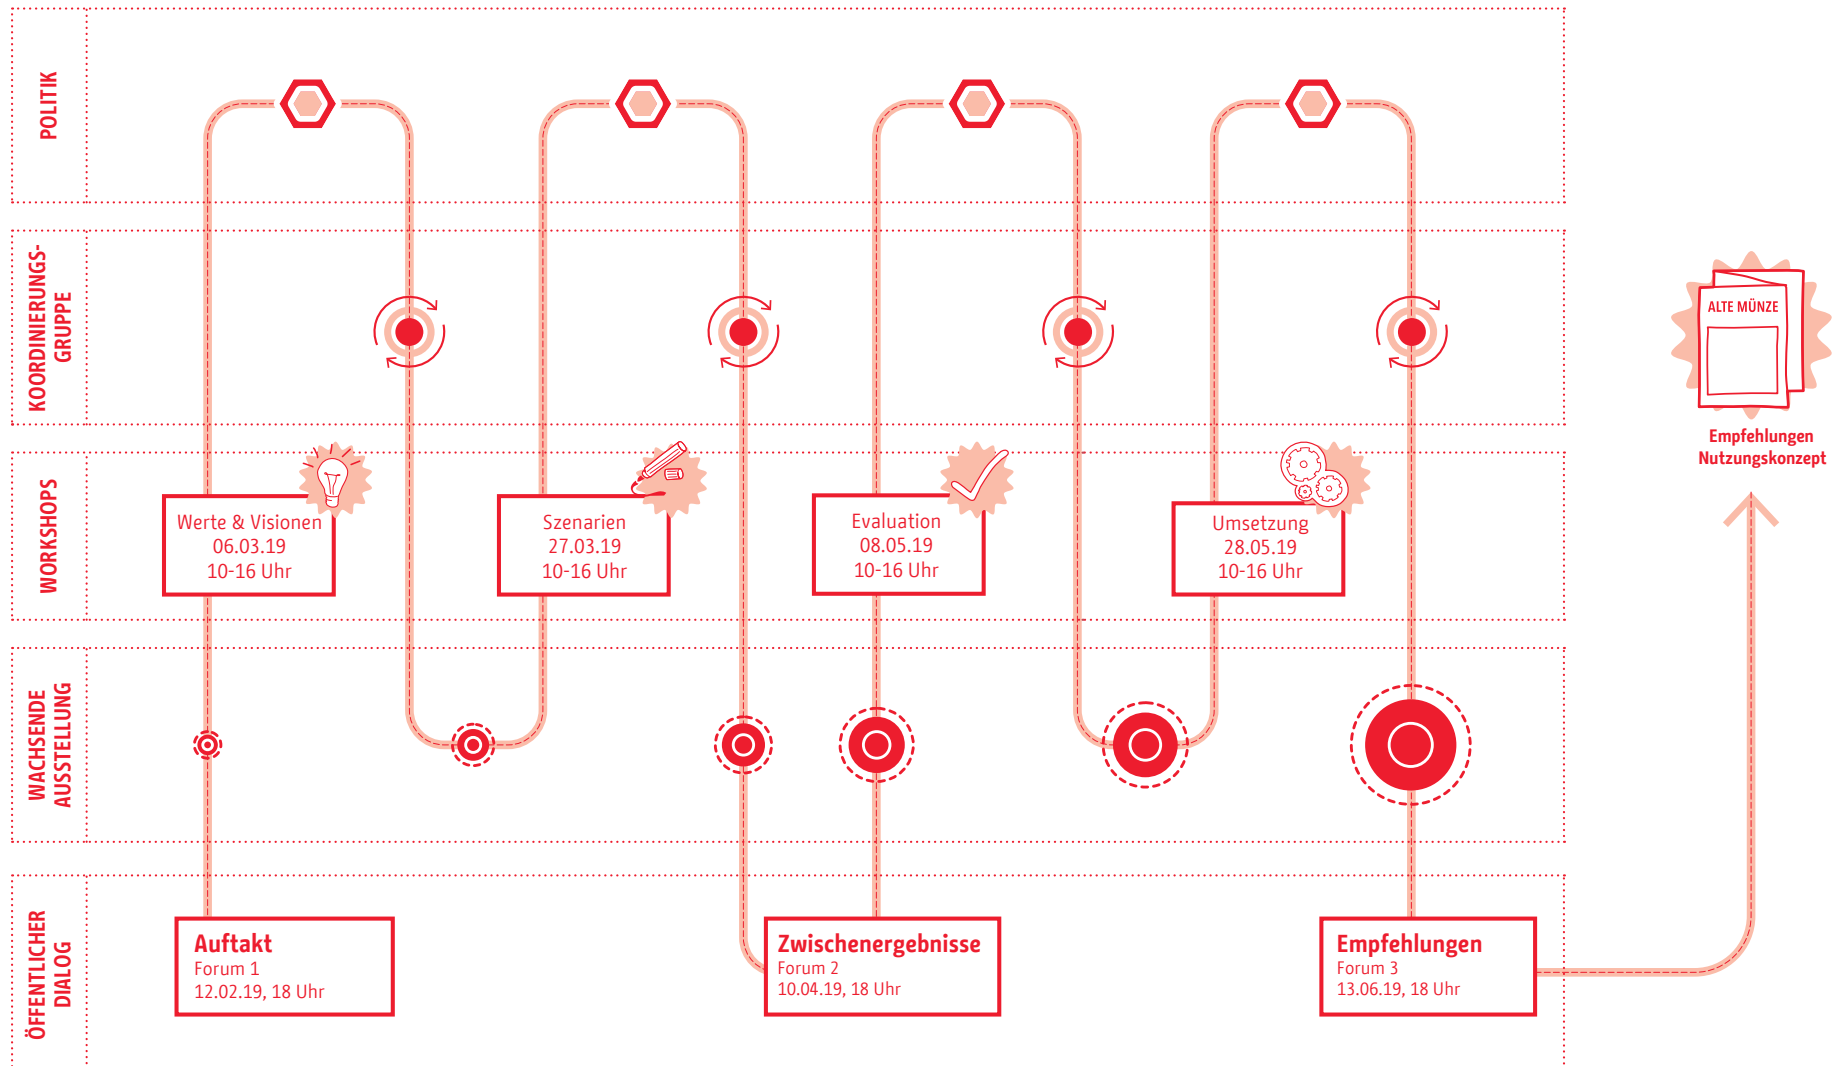 POLITIK
KOORDINIERUNGS-
GRUPPE
ALTE MÜNZE
Empfehlungen
Nutzungskonzept
WORKSHOPS
Werte & Visionen
06.03.19
10-16 Uhr
Szenarien
27.03.19
10-16 Uhr
Evaluation
08.05.19
10-16 Uhr
Umsetzung
28.05.19
10-16 Uhr
WACHSENDE
AUSSTELLUNG
ÖFFENTLICHER
DIALOG
Auftakt
Forum 1
12.02.19, 18 Uhr
Zwischenergebnisse
Forum 2
10.04.19, 18 Uhr
Empfehlungen
Forum 3
13.06.19, 18 Uhr